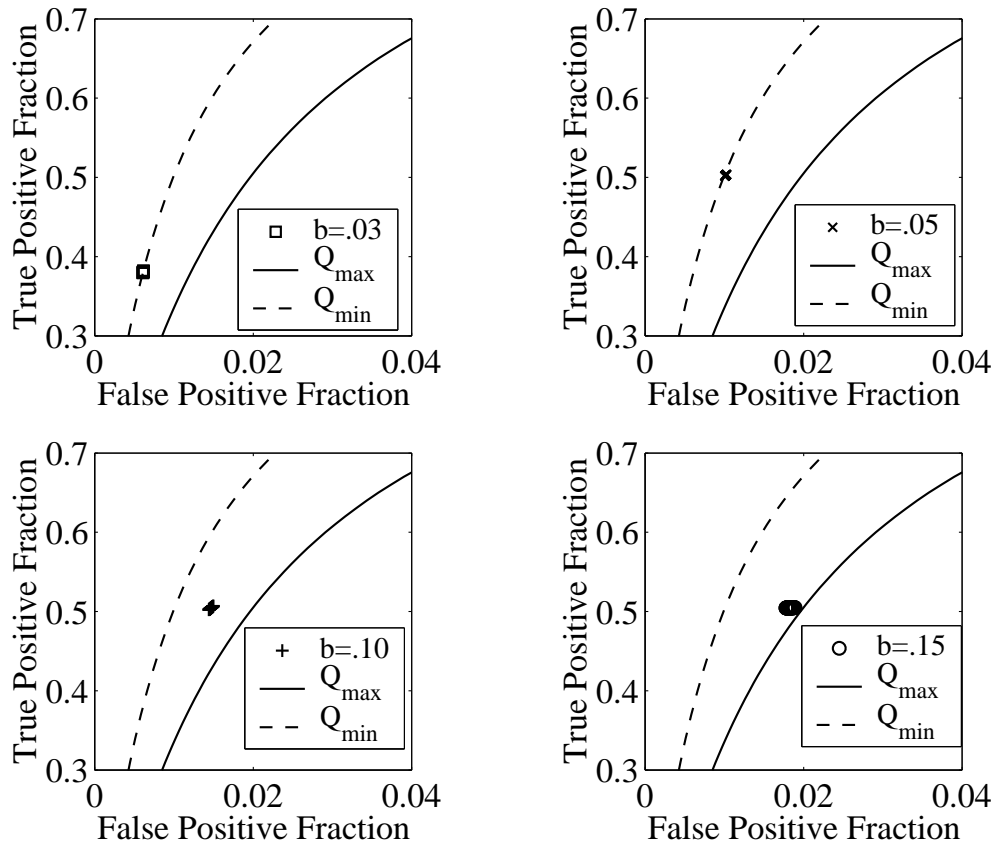 True Positive Fraction
0.7
0.6
0.5
0.4
0.3
0
0.02
0.04
False Positive Fraction
b=.03
Q_max
Q_min
True Positive Fraction
0.7
0.6
0.5
0.4
0.3
0
0.02
0.04
False Positive Fraction
b=.05
Q_max
Q_min
True Positive Fraction
0.7
0.6
0.5
0.4
0.3
0
0.02
0.04
False Positive Fraction
b=.10
Q_max
Q_min
True Positive Fraction
0.7
0.6
0.5
0.4
0.3
0
0.02
0.04
False Positive Fraction
b=.15
Q_max
Q_min